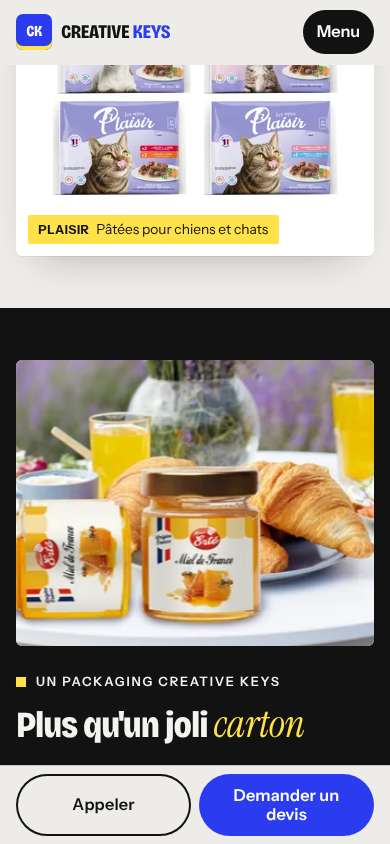 CK
CREATIVE KEYS
Menu
Plaisir
Plaisir
PLAISIR Pâtées pour chiens et chats
Erté
Miel de France
Miel de France
UN PACKAGING CREATIVE KEYS
Plus qu'un joli carton
Appeler
Demander un
devis